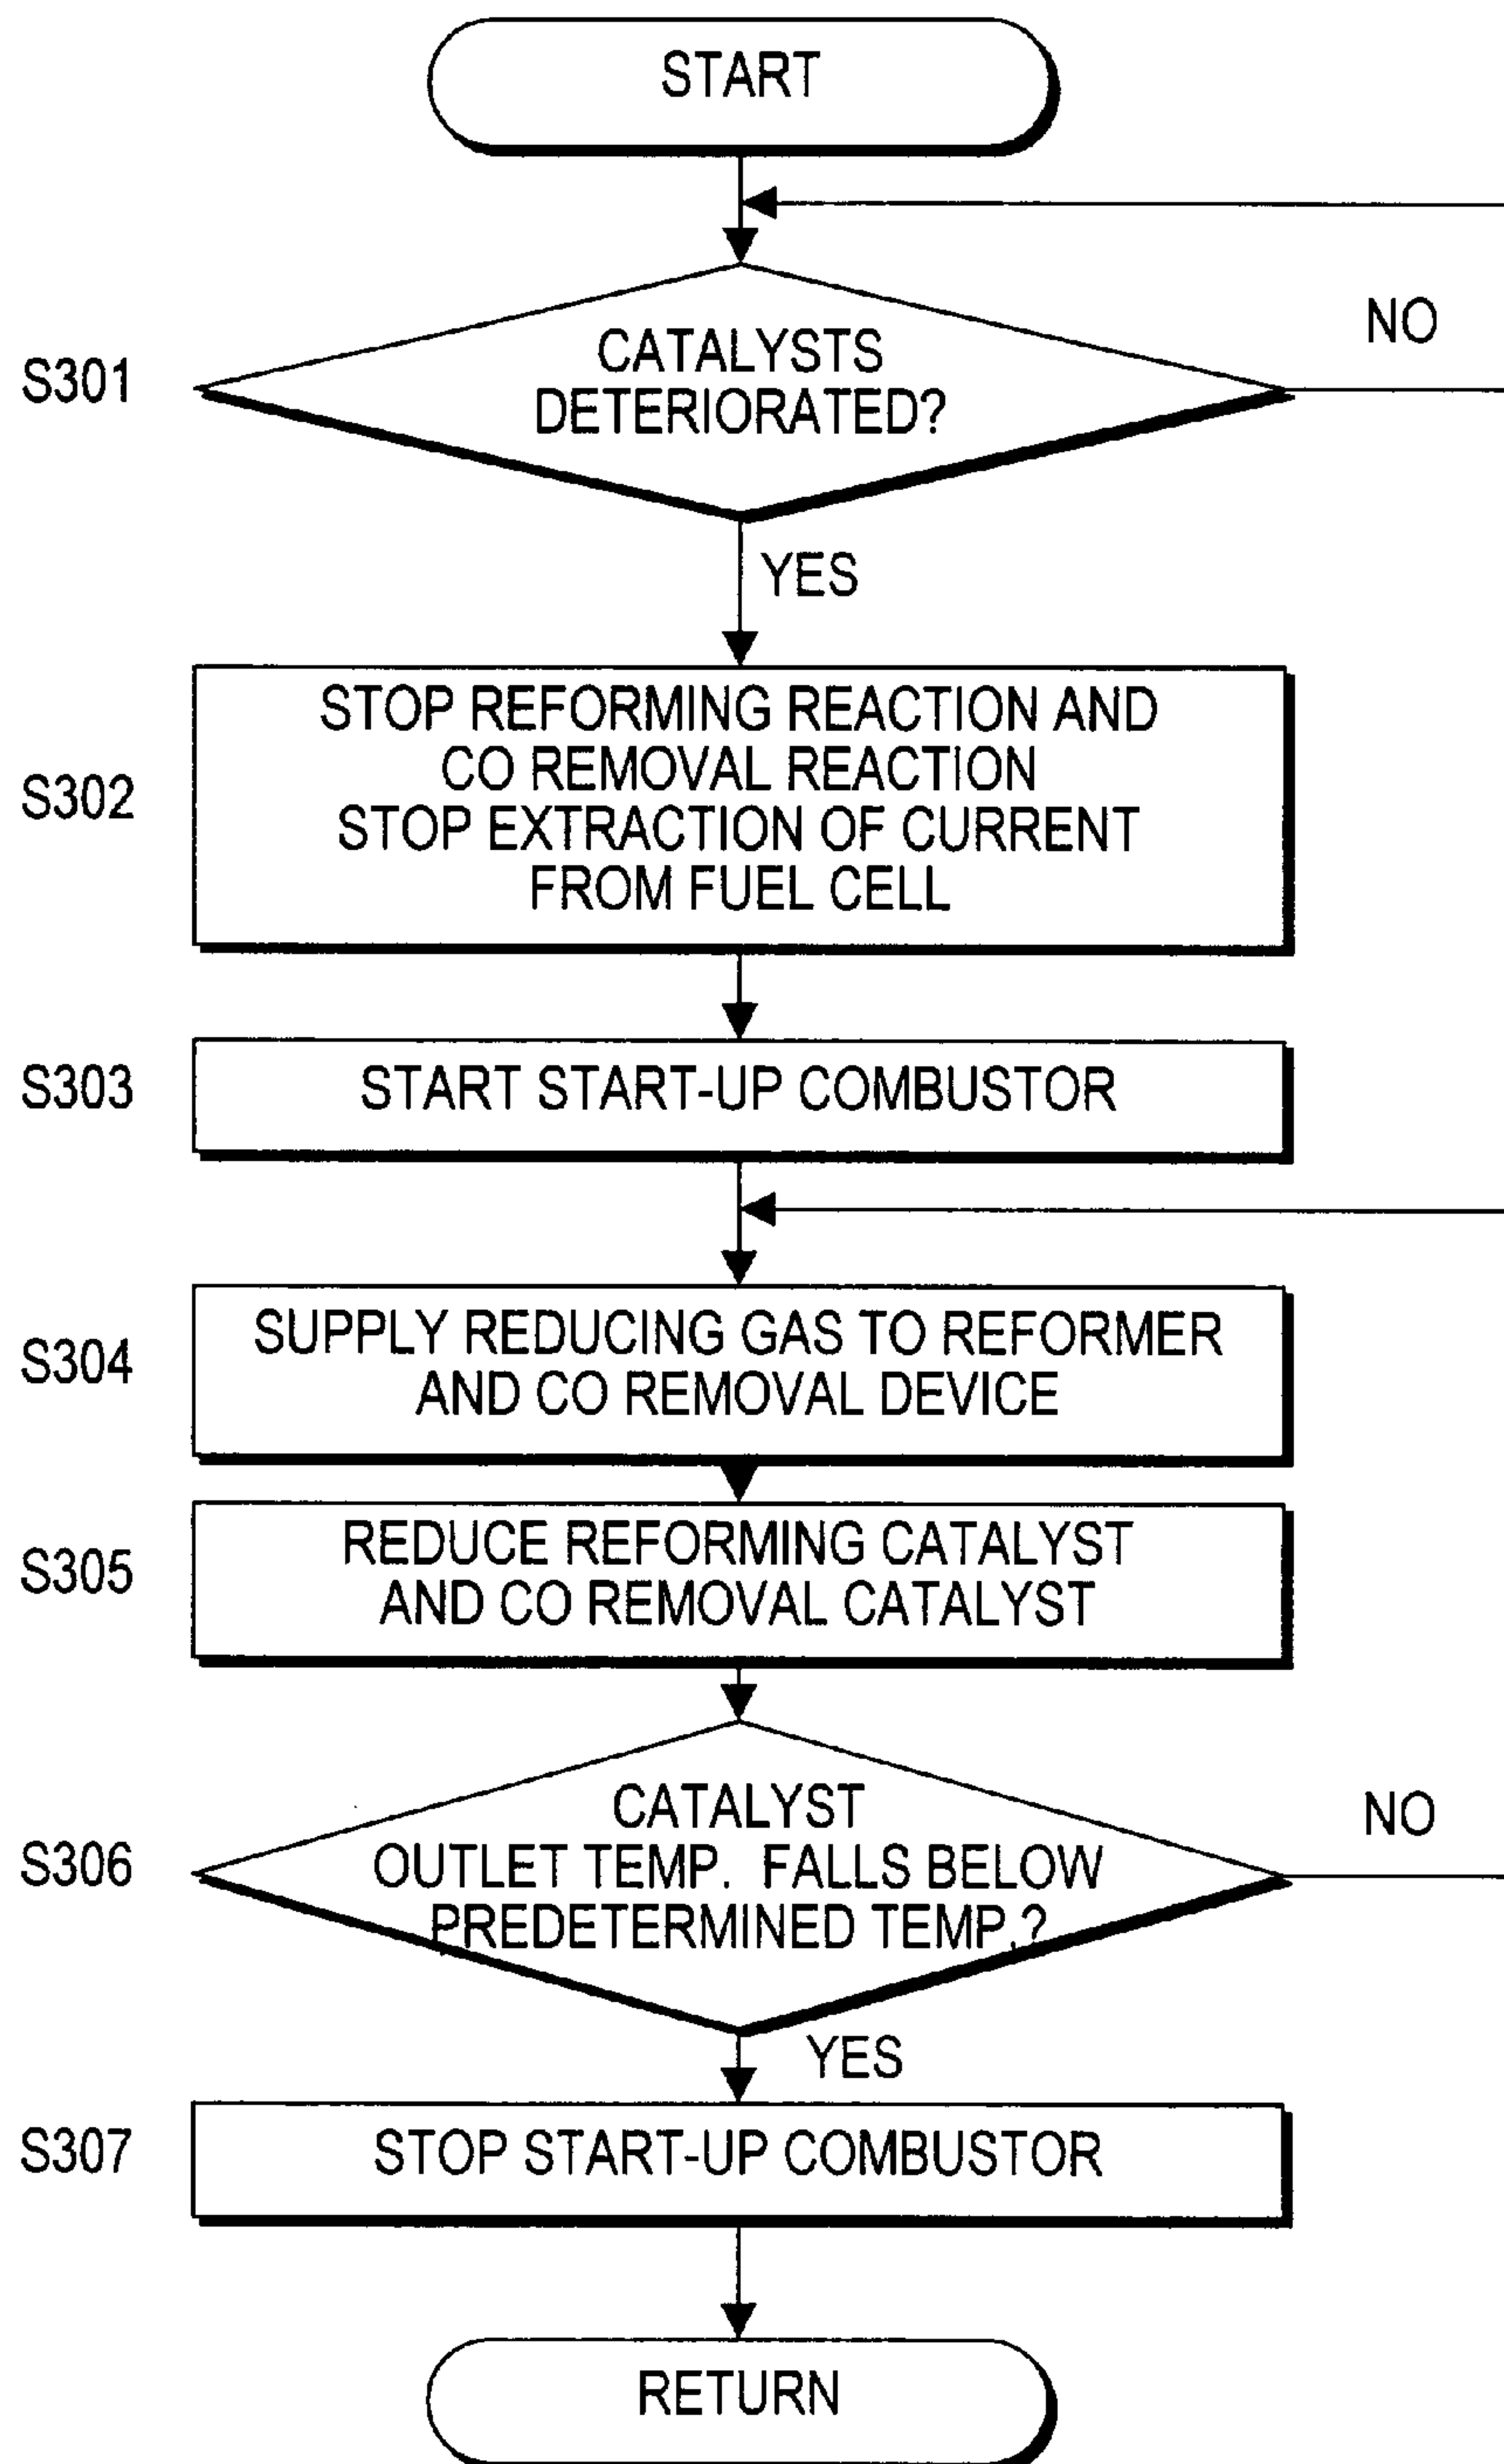 START
NO
S301
CATALYSTS
DETERIORATED?
YES
S302
STOP REFORMING REACTION AND
CO REMOVAL REACTION
STOP EXTRACTION OF CURRENT
FROM FUEL CELL
S303
START START-UP COMBUSTOR
S304
SUPPLY REDUCING GAS TO REFORMER
AND CO REMOVAL DEVICE
S305
REDUCE REFORMING CATALYST
AND CO REMOVAL CATALYST
NO
S306
CATALYST
OUTLET TEMP. FALLS BELOW
PREDETERMINED TEMP.?
YES
S307
STOP START-UP COMBUSTOR
RETURN